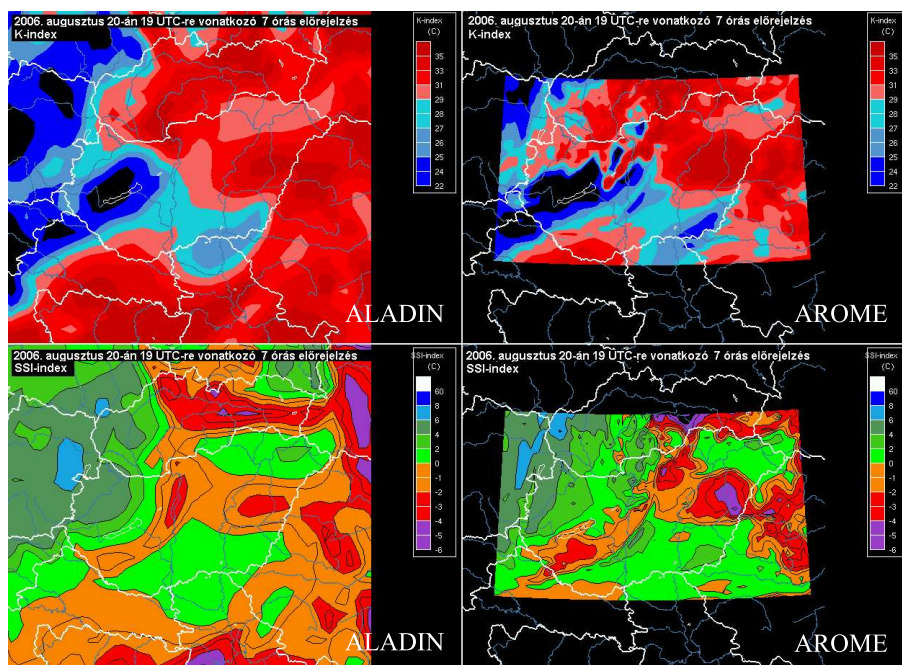 2006. augusztus 20-án 19 UTC-re vonatkozó 7 órás előrejelzés
K-index
K-index
(C)
35
33
31
29
28
27
26
25
24
22
ALADIN
2006. augusztus 20-án 19 UTC-re vonatkozó 7 órás előrejelzés
K-index
K-index
(C)
35
33
31
29
28
27
26
25
24
22
AROME
2006. augusztus 20-án 19 UTC-re vonatkozó 7 órás előrejelzés
SSI-index
SSI-index
(C)
60
8
6
4
2
0
-1
-2
-3
-4
-5
-6
ALADIN
2006. augusztus 20-án 19 UTC-re vonatkozó 7 órás előrejelzés
SSI-index
SSI-index
(C)
60
8
6
4
2
0
-1
-2
-3
-4
-5
-6
AROME